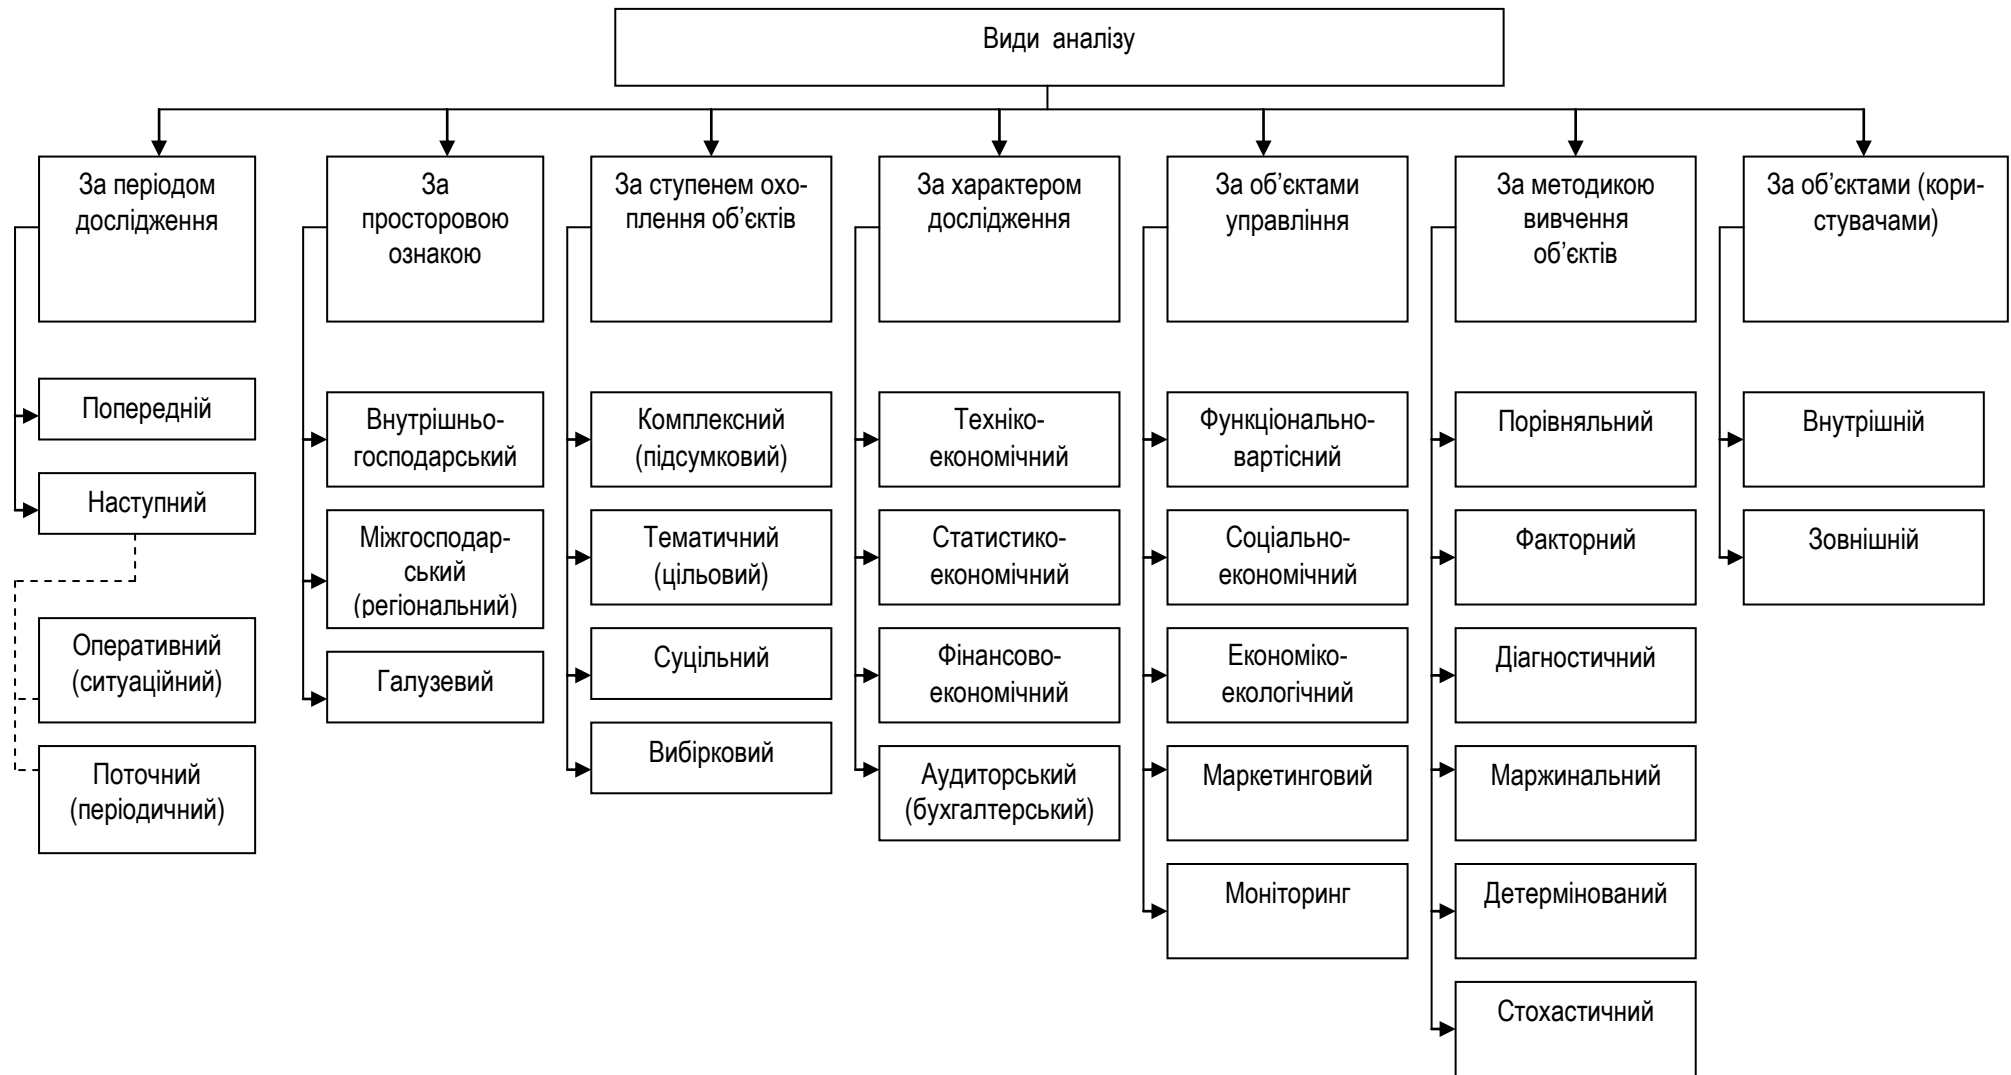 Види аналізу
За періодом
дослідження
За
просторовою
ознакою
За ступенем охо-
плення об’єктів
За характером
дослідження
За об’єктами
управління
За методикою
вивчення
об’єктів
За об’єктами (кори-
стувачами)
Попередній
Наступний
Оперативний
(ситуаційний)
Поточний
(періодичний)
Внутрішньо-
господарський
Міжгосподар-
ський
(регіональний)
Галузевий
Комплексний
(підсумковий)
Тематичний
(цільовий)
Суцільний
Вибірковий
Техніко-
економічний
Статистико-
економічний
Фінансово-
економічний
Аудиторський
(бухгалтерський)
Функціонально-
вартісний
Соціально-
економічний
Економіко-
екологічний
Маркетинговий
Моніторинг
Порівняльний
Факторний
Діагностичний
Маржинальний
Детермінований
Стохастичний
Внутрішній
Зовнішній